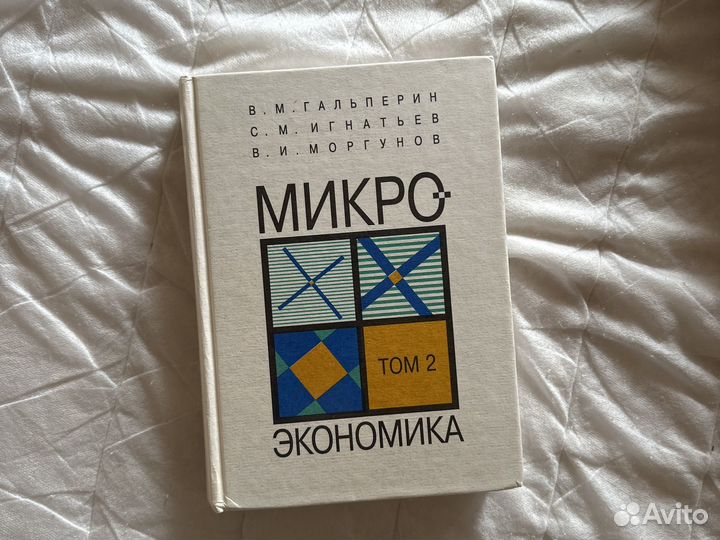 В.М.ГАЛЬПЕРИН
С.М.ИГНАТЬЕВ
В.И.МОРГУНОВ
МИКРО-
ТОМ 2
ЭКОНОМИКА
Avito